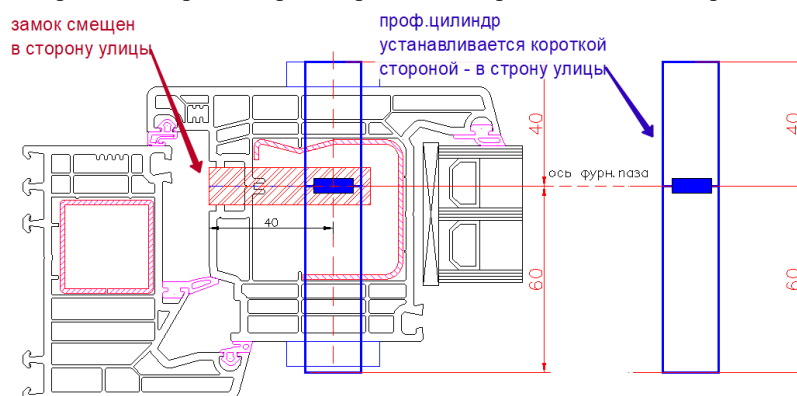 замок смещен
в сторону улицы
проф.цилиндр
устанавливается короткой
стороной - в строну улицы
40
40
ось фурн. паза
40
60
60